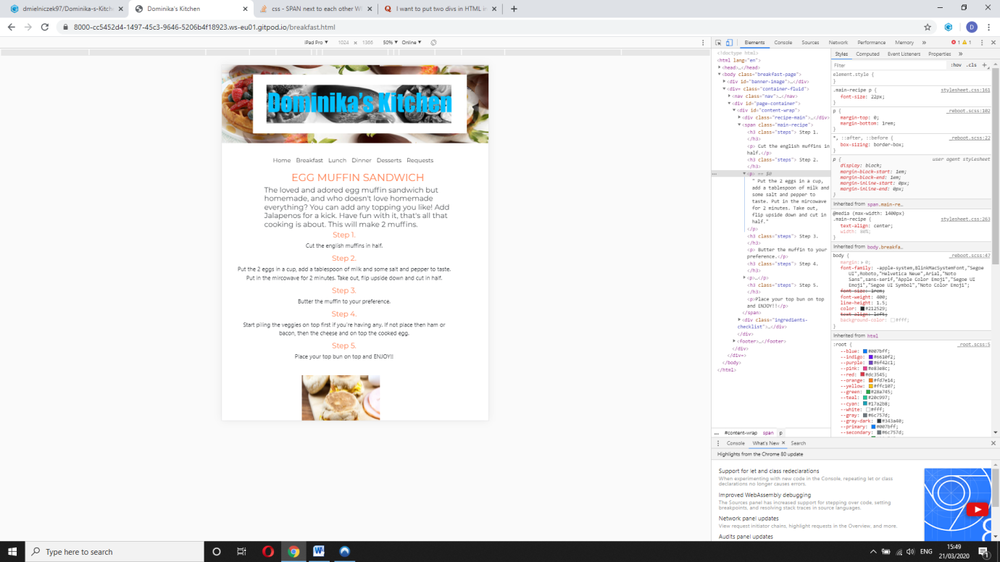 dmielniczek97/Dominika-s-Kitch
Dominika's Kitchen
css - SPAN next to each other W
I want to put two divs in HTML in
8000-cc5452d4-1497-45c3-9646-5206b4f18923.ws-eu01.gitpod.io/breakfast.html
D
iPad Pro ▼ 1024 × 1366 50% ▼ Online ▼
Dominika's Kitchen
Home Breakfast Lunch Dinner Desserts Requests
EGG MUFFIN SANDWICH
The loved and adored egg muffin sandwich but
homemade, and who doesn't love homemade
everything? You can add any topping you like! Add
Jalapenos for a kick. Have fun with it, that's all that
cooking is about. This will make 2 muffins.
Step 1.
Cut the english muffins in half.
Step 2.
Put the 2 eggs in a cup, add a tablespoon of milk and some salt and pepper to taste.
Put in the mircowave for 2 minutes. Take out, flip upside down and cut in half.
Step 3.
Butter the muffin to your preference.
Step 4.
Start piling the veggies on top first if you're having any. If not place then ham or
bacon, then the cheese and on top the cooked egg.
Step 5.
Place your top bun on top and ENJOY!!
Elements Console Sources Network Performance Memory » 1 1
<!doctype html>
<html lang="en">
<head>…</head>
<body class="breakfast-page">
<div id="banner-image">…</div>
<div= class="container-fluid">
<nav class="nav">…</nav>
<div id="page-container">
<div id="content-wrap">
<div class="recipe-main">…</div>
<span class="main-recipe">
<h3 class="steps"> Step 1.
</h3>
<p> Cut the english muffins in
half.</p>
<h3 class="steps"> Step 2.
</h3>
… <p> == $0
" Put the 2 eggs in a cup,
add a tablespoon of milk and
some salt and pepper to
taste. Put in the mircowave
for 2 minutes. Take out,
flip upside down and cut in
half."
</p>
<h3 class="steps"> Step 3.
</h3>
<p> Butter the muffin to your
preference.</p>
<h3 class="steps"> Step 4.
</h3>
<p>…</p>
<h3 class="steps"> Step 5.
</h3>
<p>Place your top bun on top
and ENJOY!!</p>
</span>
<div class="ingredients-
checklist">…</div>
</div>
<footer>…</footer>
</div>
</div=>
</body>
</html>
… #content-wrap span p
Styles Computed Event Listeners Properties »
Filter :hov .cls +
element.style {
}
.main-recipe p { stylesheet.css:161
font-size: 22px;
}
p { _reboot.scss:102
margin-top: 0;
margin-bottom: 1rem;
}
*, ::after, ::before { _reboot.scss:22
box-sizing: border-box;
}
p { user agent stylesheet
display: block;
margin-block-start: 1em;
margin-block-end: 1em;
margin-inline-start: 0px;
margin-inline-end: 0px;
}
Inherited from span.main-re…
@media (max-width: 1400px)
.main-recipe { stylesheet.css:263
text-align: center;
width: 80%;
}
Inherited from body.breakfa…
body { _reboot.scss:47
margin: 0;
font-family: -apple-system,BlinkMacSystemFont,"Segoe
UI",Roboto,"Helvetica Neue",Arial,"Noto
Sans",sans-serif,"Apple Color Emoji","Segoe UI
Emoji","Segoe UI Symbol","Noto Color Emoji";
font-size: 1rem;
font-weight: 400;
line-height: 1.5;
color: #212529;
text-align: left;
background-color: #fff;
}
Inherited from html
:root { _root.scss:5
--blue: #007bff;
--indigo: #6610f2;
--purple: #6f42c1;
--pink: #e83e8c;
--red: #dc3545;
--orange: #fd7e14;
--yellow: #ffc107;
--green: #28a745;
--teal: #20c997;
--cyan: #17a2b8;
--white: #fff;
--gray: #6c757d;
--gray-dark: #343a40;
--primary: #007bff;
--secondary: #6c757d;
Console What's New Search
Highlights from the Chrome 80 update
Support for let and class redeclarations
When experimenting with new code in the Console, repeating let or class
declarations no longer causes errors.
Improved WebAssembly debugging
The Sources panel has increased support for stepping over code, setting
breakpoints, and resolving stack traces in source languages.
Network panel updates
View request initiator chains, highlight requests in the Overview, and more.
Audits panel updates
Type here to search
ENG
15:49
21/03/2020
1